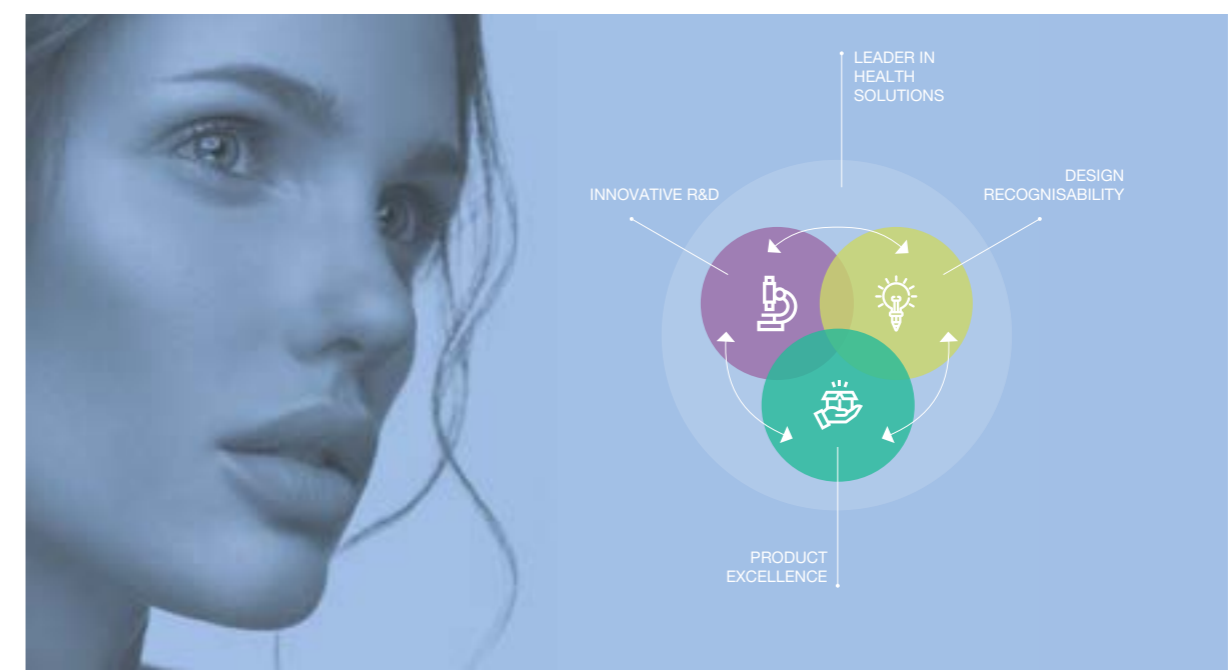 LEADER IN
HEALTH
SOLUTIONS
INNOVATIVE R&D
DESIGN
RECOGNISABILITY
PRODUCT
EXCELLENCE